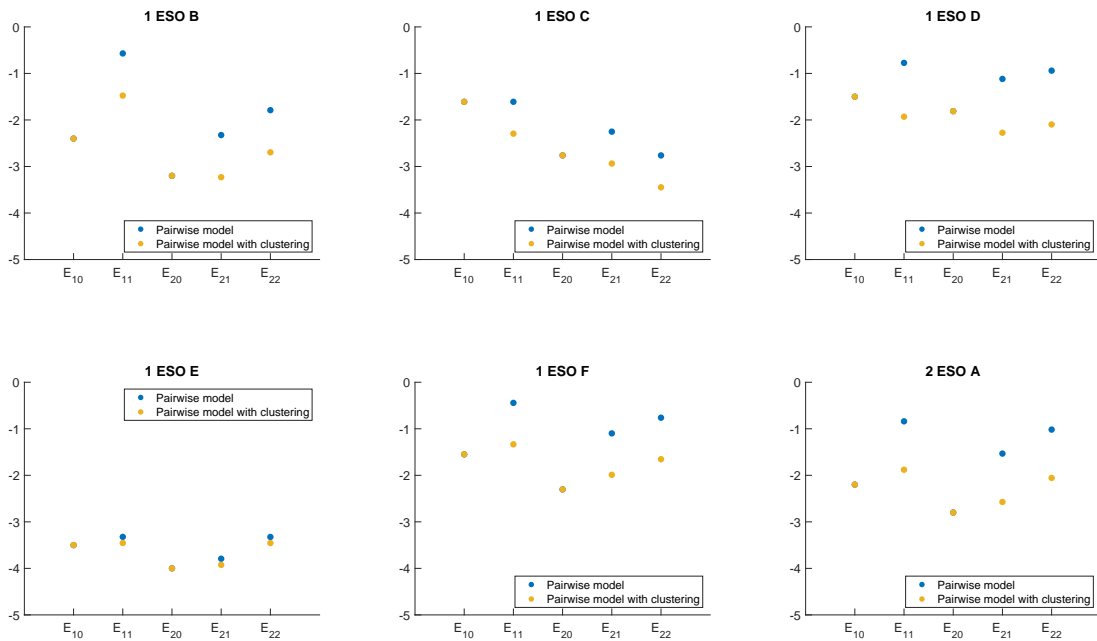 1 ESO B
0
-1
-2
-3
-4
-5
E10 E11 E20 E21 E22
Pairwise model
Pairwise model with clustering
1 ESO C
0
-1
-2
-3
-4
-5
E10 E11 E20 E21 E22
Pairwise model
Pairwise model with clustering
1 ESO D
0
-1
-2
-3
-4
-5
E10 E11 E20 E21 E22
Pairwise model
Pairwise model with clustering
1 ESO E
0
-1
-2
-3
-4
-5
E10 E11 E20 E21 E22
Pairwise model
Pairwise model with clustering
1 ESO F
0
-1
-2
-3
-4
-5
E10 E11 E20 E21 E22
Pairwise model
Pairwise model with clustering
2 ESO A
0
-1
-2
-3
-4
-5
E10 E11 E20 E21 E22
Pairwise model
Pairwise model with clustering